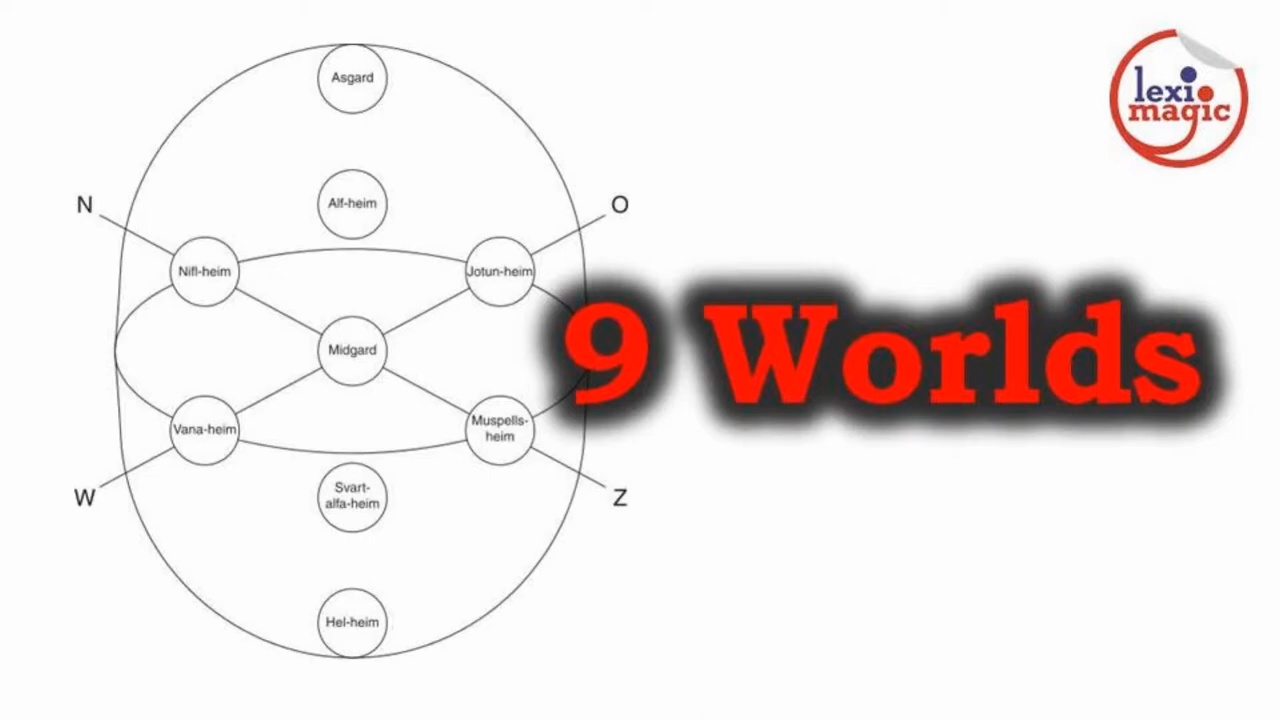 Asgard
lexi
magic
Alf-heim
N
O
Nifl-heim
Jotun-heim
9 Worlds
Midgard
Vana-heim
Muspells-
heim
W
Svart-
alfa-heim
Z
Hel-heim